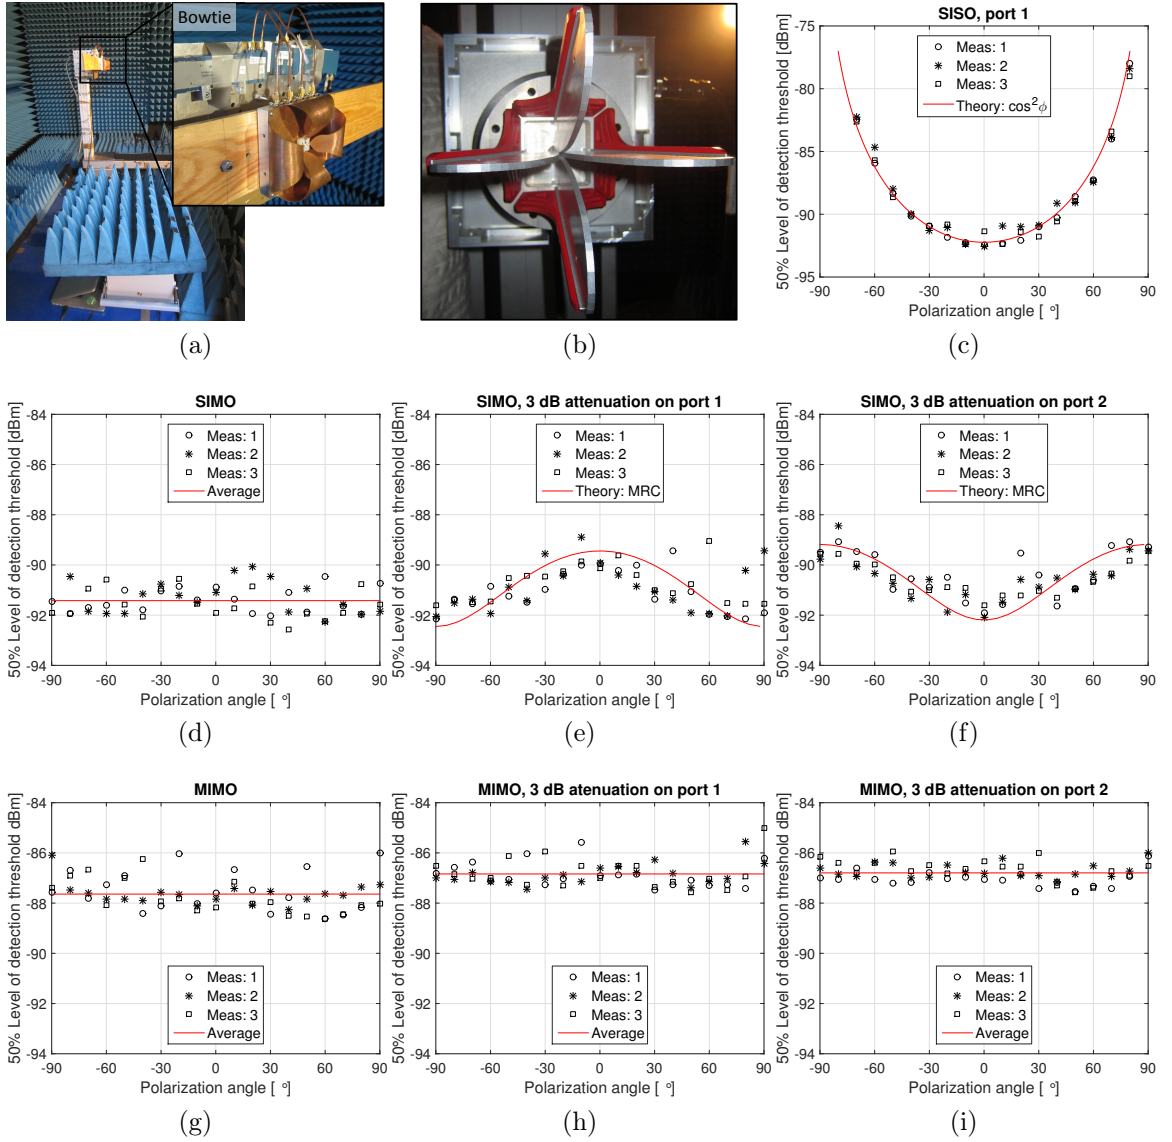 Bowtie
(a)
(b)
SISO, port 1
50% Level of detection threshold [dBm]
-75
-80
-85
-90
-95
Meas: 1
Meas: 2
Meas: 3
Theory: cos²ϕ
-90 -60 -30 0 30 60 90
Polarization angle [ °]
(c)
SIMO
50% Level of detection threshold [dBm]
-84
-86
-88
-90
-92
-94
Meas: 1
Meas: 2
Meas: 3
Average
-90 -60 -30 0 30 60 90
Polarization angle [ °]
(d)
SIMO, 3 dB attenuation on port 1
50% Level of detection threshold [dBm]
-84
-86
-88
-90
-92
-94
Meas: 1
Meas: 2
Meas: 3
Theory: MRC
-90 -60 -30 0 30 60 90
Polarization angle [ °]
(e)
SIMO, 3 dB attenuation on port 2
50% Level of detection threshold [dBm]
-84
-86
-88
-90
-92
-94
Meas: 1
Meas: 2
Meas: 3
Theory: MRC
-90 -60 -30 0 30 60 90
Polarization angle [ °]
(f)
MIMO
50% Level of detection threshold dBm]
-84
-86
-88
-90
-92
-94
Meas: 1
Meas: 2
Meas: 3
Average
-90 -60 -30 0 30 60 90
Polarization angle [ °]
(g)
MIMO, 3 dB atenuation on port 1
50% Level of detection threshold dBm]
-84
-86
-88
-90
-92
-94
Meas: 1
Meas: 2
Meas: 3
Average
-90 -60 -30 0 30 60 90
Polarization angle [ °]
(h)
MIMO, 3 dB attenuation on port 2
50% Level of detection threshold dBm]
-84
-86
-88
-90
-92
-94
Meas: 1
Meas: 2
Meas: 3
Average
-90 -60 -30 0 30 60 90
Polarization angle [ °]
(i)